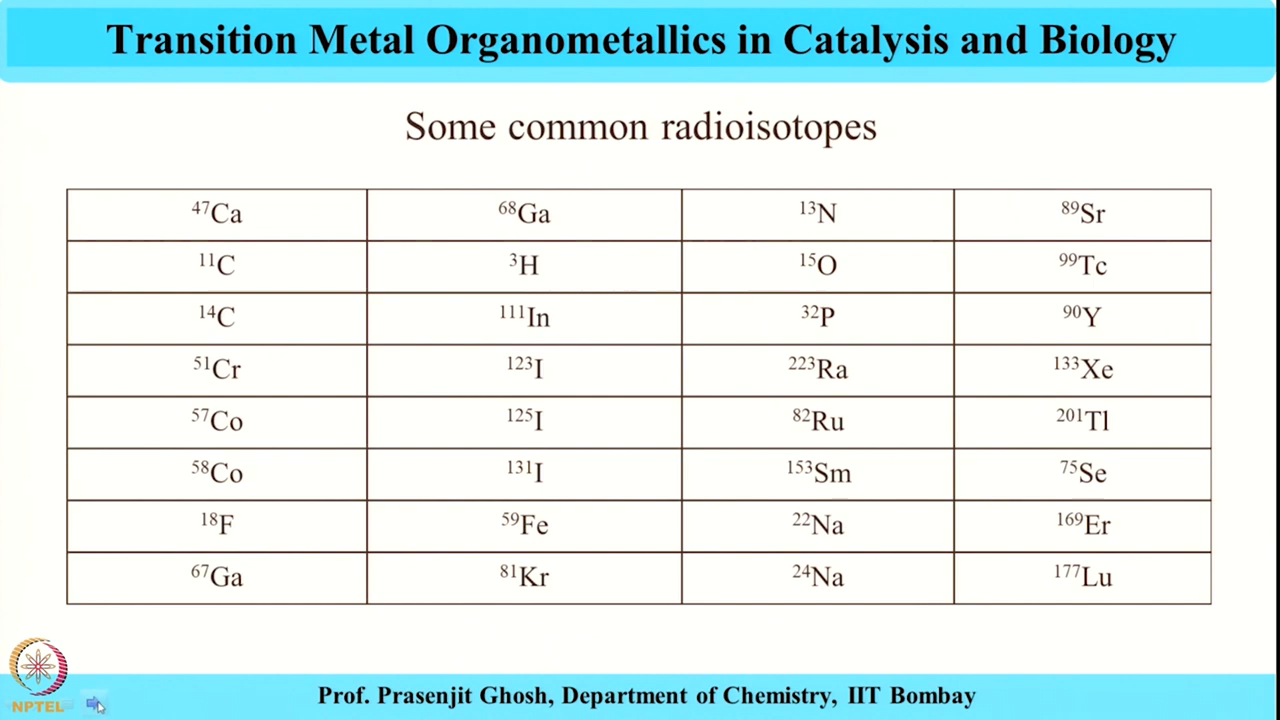 Transition Metal Organometallics in Catalysis and Biology
Some common radioisotopes
⁴⁷Ca ⁶⁸Ga ¹³N ⁸⁹Sr
¹¹C ³H ¹⁵O ⁹⁹Tc
¹⁴C ¹¹¹In ³²P ⁹⁰Y
⁵¹Cr ¹²³I ²²³Ra ¹³³Xe
⁵⁷Co ¹²⁵I ⁸²Ru ²⁰¹Tl
⁵⁸Co ¹³¹I ¹⁵³Sm ⁷⁵Se
¹⁸F ⁵⁹Fe ²²Na ¹⁶⁹Er
⁶⁷Ga ⁸¹Kr ²⁴Na ¹⁷⁷Lu
NPTEL
Prof. Prasenjit Ghosh, Department of Chemistry, IIT Bombay